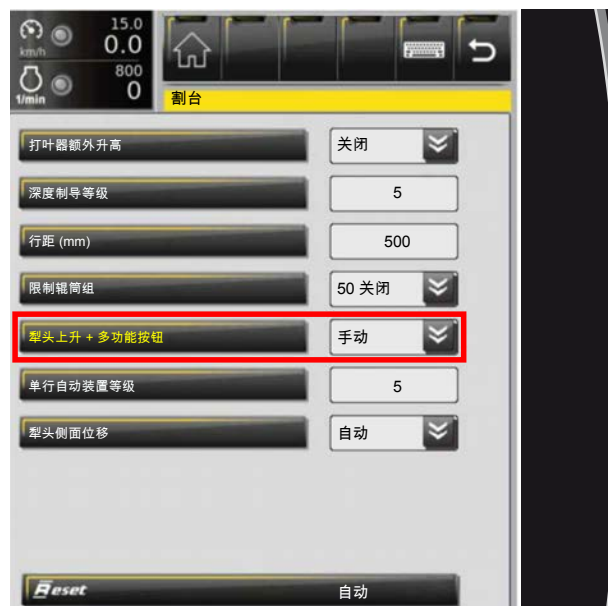 15.0
km/h 0.0
800
1/min 0
割台
打叶器额外升高 关闭
深度制导等级 5
行距 (mm) 500
限制辊筒组 50 关闭
犁头上升 + 多功能按钮 手动
单行自动装置等级 5
犁头侧面位移 自动
Reset 自动